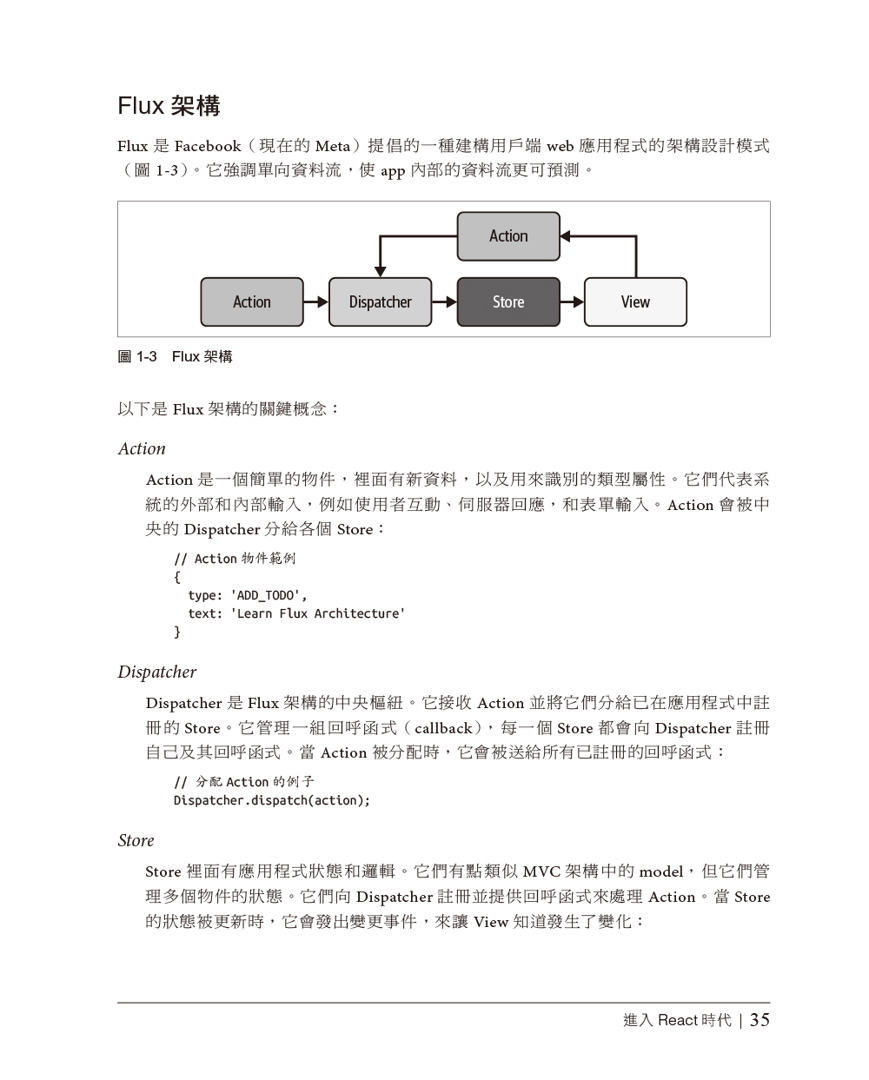 Flux 架構
Flux 是 Facebook（現在的 Meta）提倡的一種建構用戶端 web 應用程式的架構設計模式
（圖 1-3）。它強調單向資料流，使 app 內部的資料流更可預測。
Action
Action
Dispatcher
Store
View
圖 1-3 Flux 架構
以下是 Flux 架構的關鍵概念：
Action
Action 是一個簡單的物件，裡面有新資料，以及用來識別的類型屬性。它們代表系
統的外部和內部輸入，例如使用者互動、伺服器回應，和表單輸入。Action 會被中
央的 Dispatcher 分給各個 Store：
// Action 物件範例
{
type: 'ADD_TODO',
text: 'Learn Flux Architecture'
}
Dispatcher
Dispatcher 是 Flux 架構的中央樞紐。它接收 Action 並將它們分給已在應用程式中註
冊的 Store。它管理一組回呼函式（callback），每一個 Store 都會向 Dispatcher 註冊
自己及其回呼函式。當 Action 被分配時，它會被送給所有已註冊的回呼函式：
// 分配 Action 的例子
Dispatcher.dispatch(action);
Store
Store 裡面有應用程式狀態和邏輯。它們有點類似 MVC 架構中的 model，但它們管
理多個物件的狀態。它們向 Dispatcher 註冊並提供回呼函式來處理 Action。當 Store
的狀態被更新時，它會發出變更事件，來讓 View 知道發生了變化：
進入 React 時代 | 35